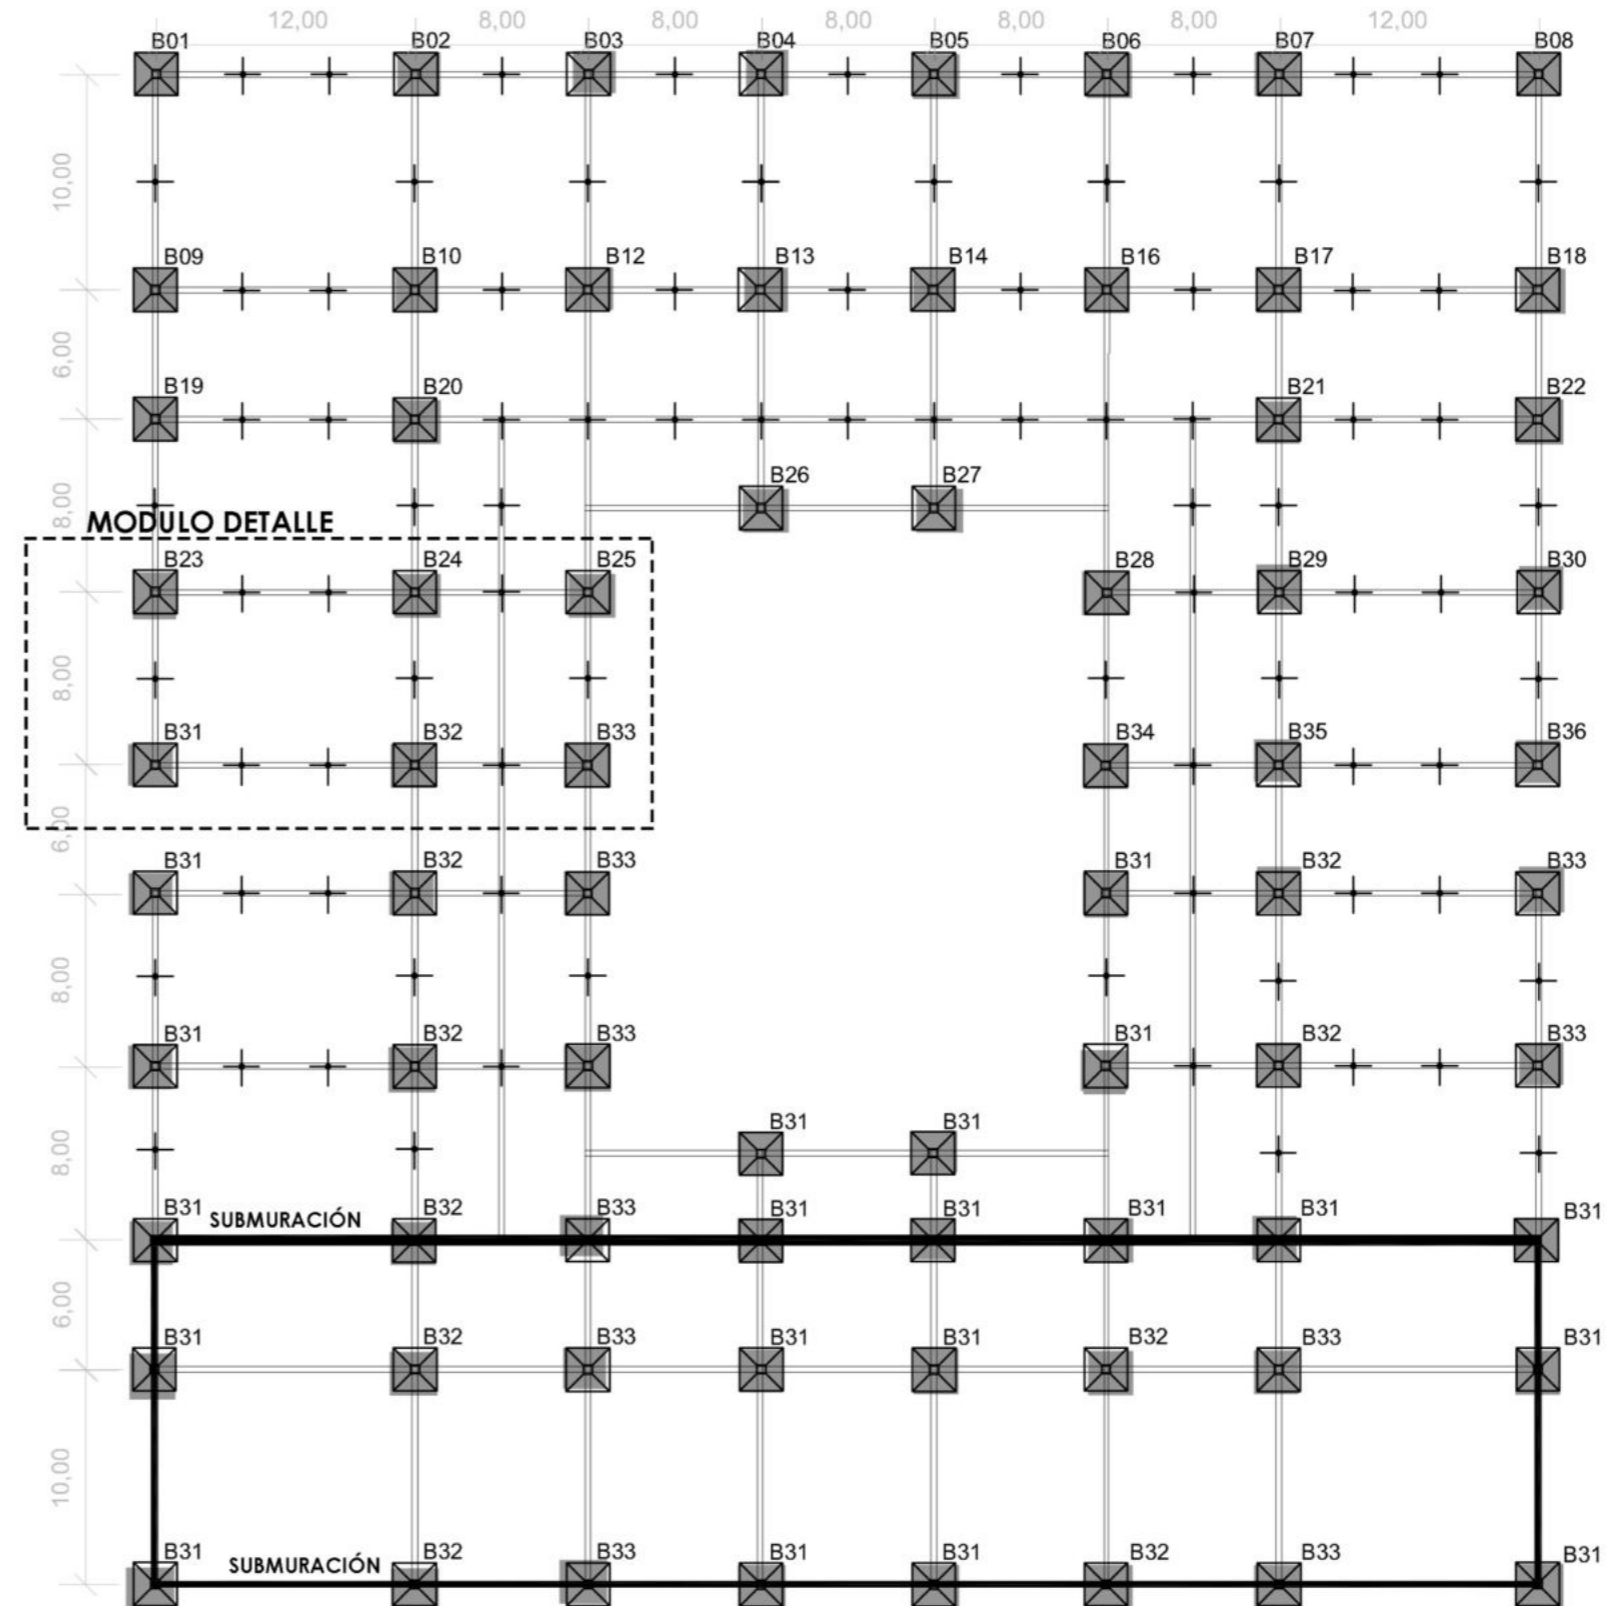 12,00 8,00 8,00 8,00 8,00 8,00 12,00
B01 B02 B03 B04 B05 B06 B07 B08
10,00
B09 B10 B12 B13 B14 B16 B17 B18
6,00
B19 B20 B21 B22
B26 B27
8,00
MODULO DETALLE
B23 B24 B25 B28 B29 B30
8,00
B31 B32 B33 B34 B35 B36
6,00
B31 B32 B33 B31 B32 B33
8,00
B31 B32 B33 B31 B32 B33
B31 B31
8,00
B31 SUBMURACIÓN B32 B33 B31 B31 B31 B31 B31
6,00
B31 B32 B33 B31 B31 B32 B33 B31
10,00
B31 SUBMURACIÓN B32 B33 B31 B31 B32 B33 B31